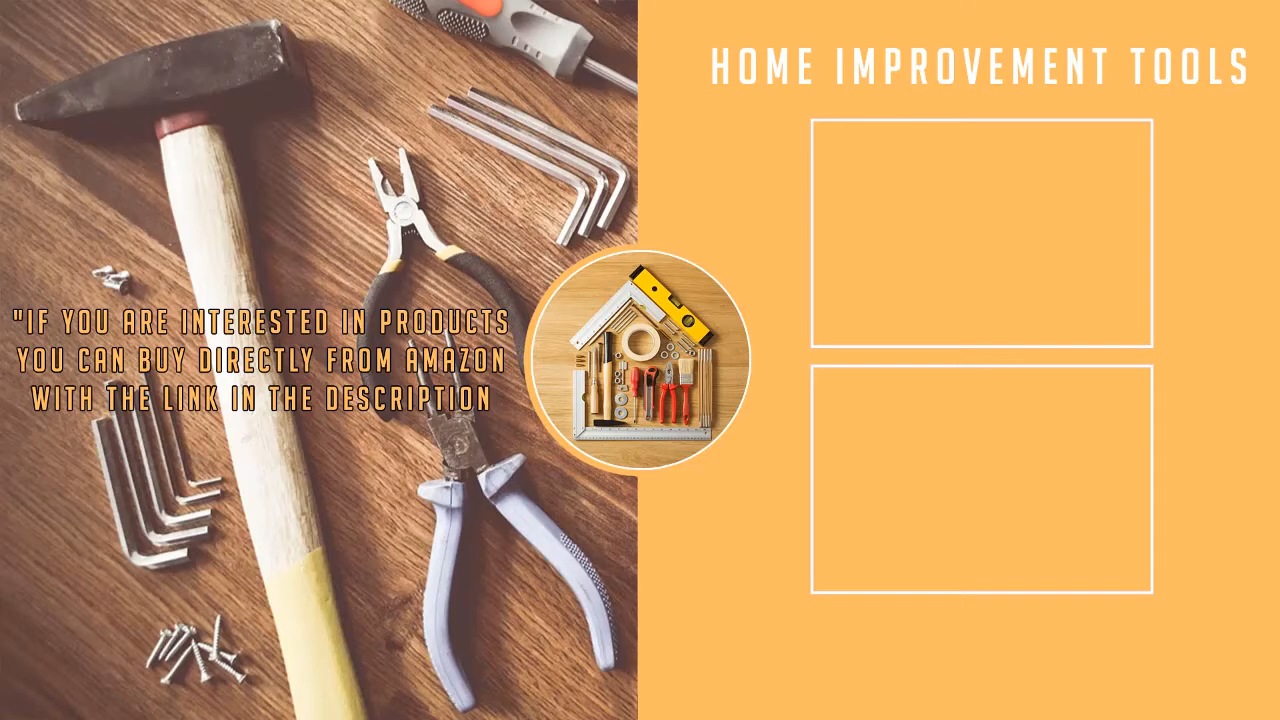 HOME IMPROVEMENT TOOLS
"IF YOU ARE INTERESTED IN PRODUCTS
YOU CAN BUY DIRECTLY FROM AMAZON
WITH THE LINK IN THE DESCRIPTION